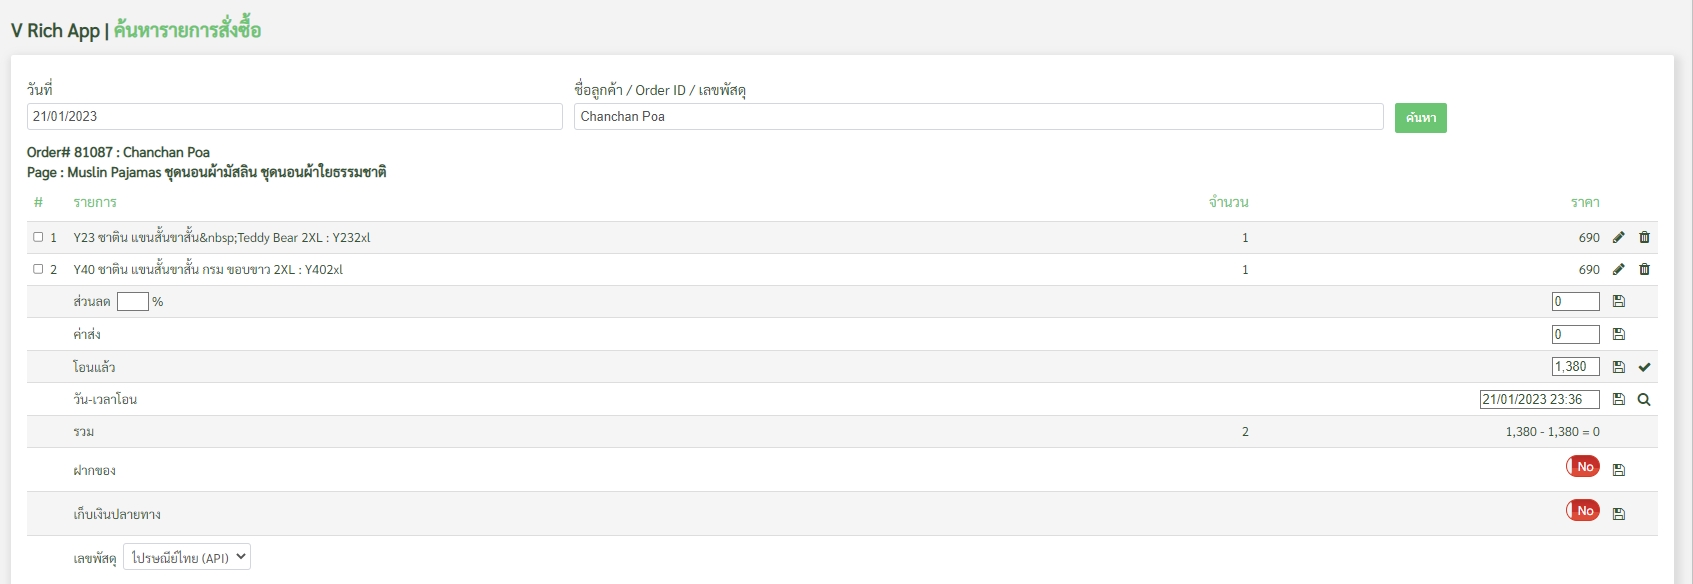 V Rich App | ค้นหารายการสั่งซื้อ
วันที่ ชื่อลูกค้า / Order ID / เลขพัสดุ
21/01/2023 Chanchan Poa ค้นหา
Order# 81087 : Chanchan Poa
Page : Muslin Pajamas ชุดนอนผ้ามัสลิน ชุดนอนผ้าใยธรรมชาติ
# รายการ จำนวน ราคา
1 Y23 ซาติน แขนสั้นขาสั้น&nbsp;Teddy Bear 2XL : Y232xl 1 690
2 Y40 ซาติน แขนสั้นขาสั้น กรม ขอบขาว 2XL : Y402xl 1 690
ส่วนลด % 0
ค่าส่ง 0
โอนแล้ว 1,380
วัน-เวลาโอน 21/01/2023 23:36
รวม 2 1,380 - 1,380 = 0
ฝากของ No
เก็บเงินปลายทาง No
เลขพัสดุ ไปรษณีย์ไทย (API)